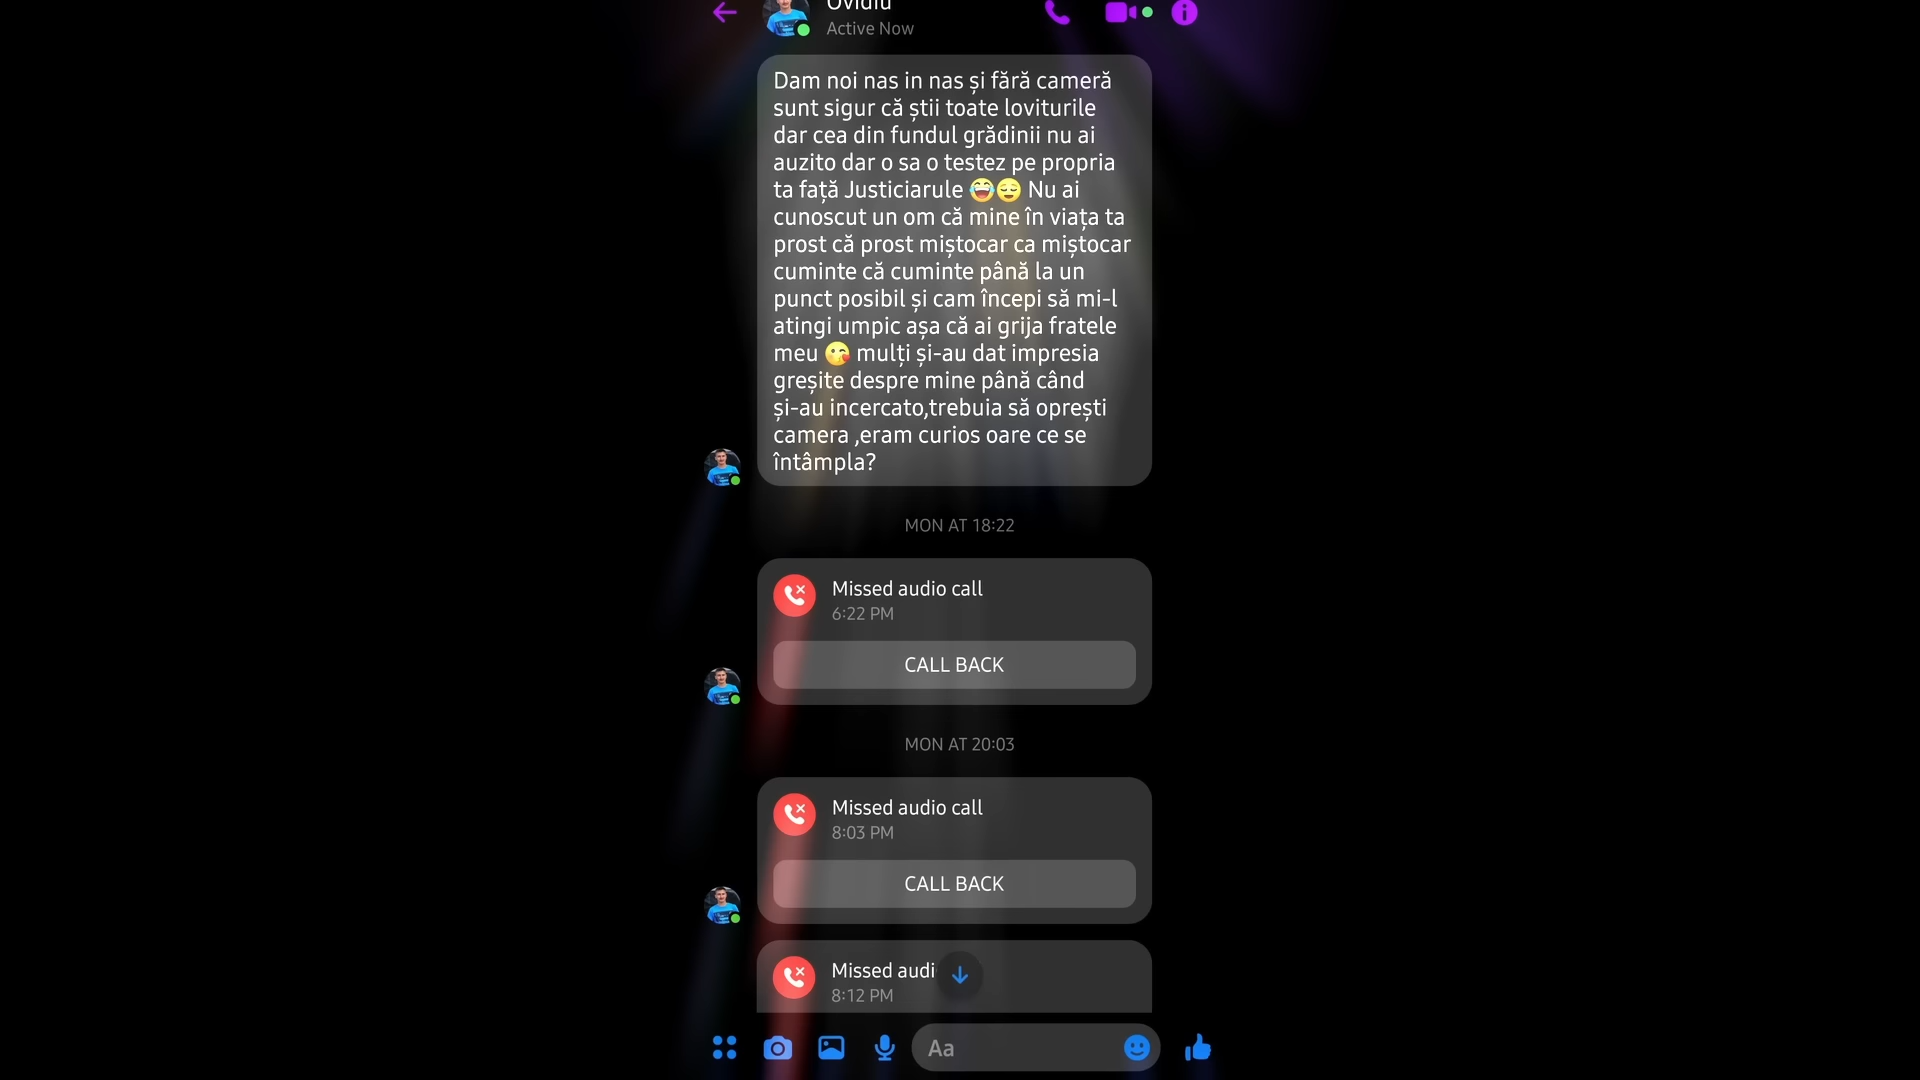 Ovidiu
Active Now
Dam noi nas in nas și fără cameră
sunt sigur că știi toate loviturile
dar cea din fundul grădinii nu ai
auzito dar o sa o testez pe propria
ta față Justiciarule 😂😌 Nu ai
cunoscut un om că mine în viața ta
prost că prost miștocar ca miștocar
cuminte că cuminte până la un
punct posibil și cam începi să mi-l
atingi umpic așa că ai grija fratele
meu 😘 mulți și-au dat impresia
greșite despre mine până când
și-au incercato,trebuia să oprești
camera ,eram curios oare ce se
întâmpla?
MON AT 18:22
Missed audio call
6:22 PM
CALL BACK
MON AT 20:03
Missed audio call
8:03 PM
CALL BACK
Missed audi
8:12 PM
Aa